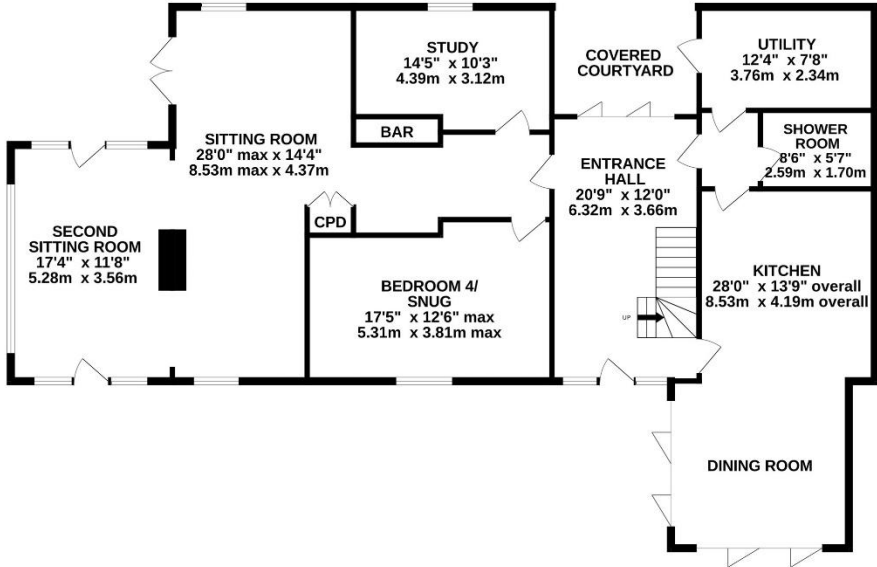 STUDY
14'5" x 10'3"
4.39m x 3.12m
COVERED
COURTYARD
UTILITY
12'4" x 7'8"
3.76m x 2.34m
BAR
SITTING ROOM
28'0" max x 14'4"
8.53m max x 4.37m
SHOWER
ROOM
8'6" x 5'7"
2.59m x 1.70m
ENTRANCE
HALL
20'9" x 12'0"
6.32m x 3.66m
CPD
SECOND
SITTING ROOM
17'4" x 11'8"
5.28m x 3.56m
BEDROOM 4/
SNUG
17'5" x 12'6" max
5.31m x 3.81m max
KITCHEN
28'0" x 13'9" overall
8.53m x 4.19m overall
UP
DINING ROOM